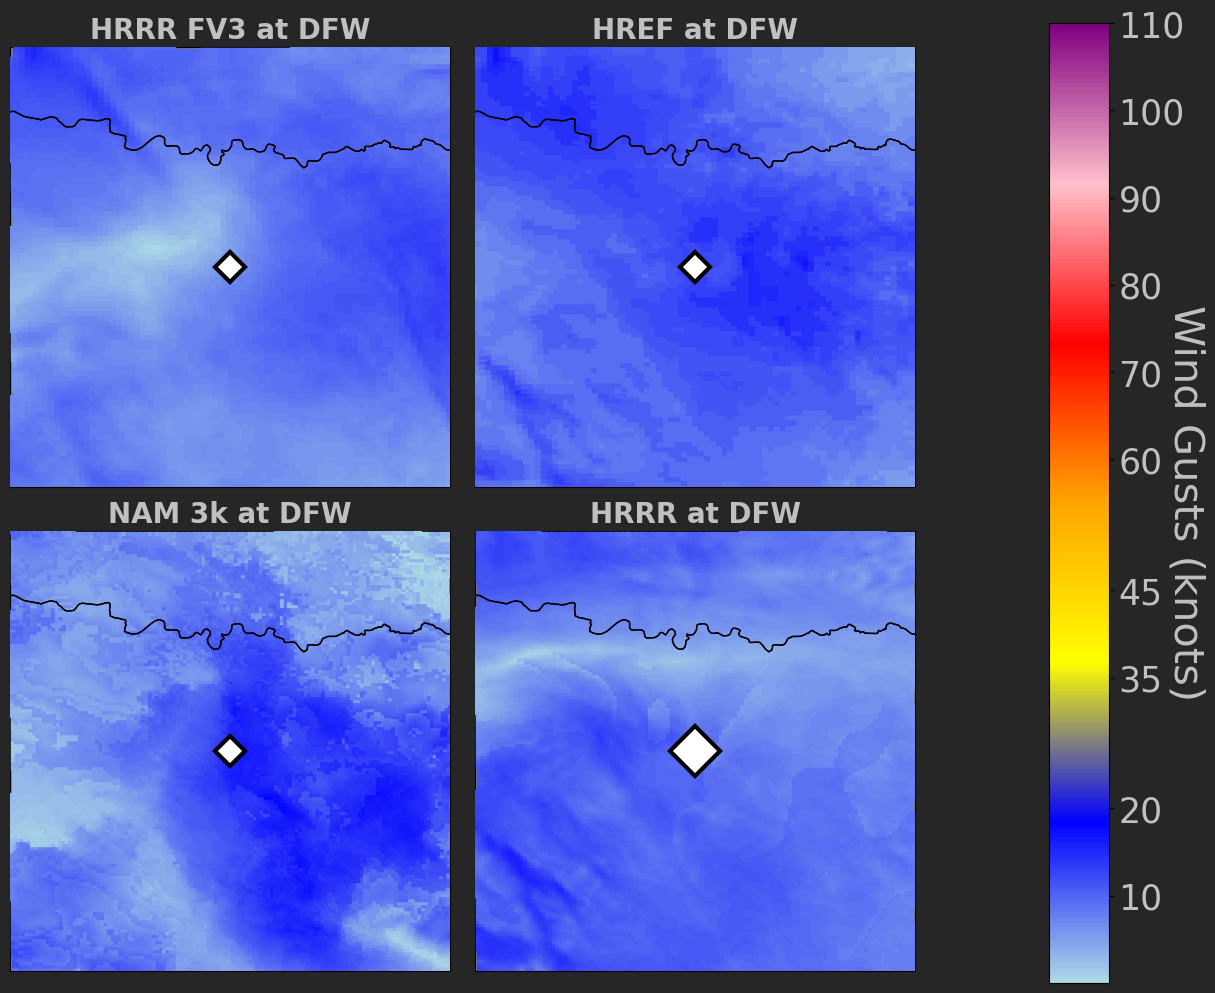 HRRR FV3 at DFW
HREF at DFW
NAM 3k at DFW
HRRR at DFW
110
100
90
80
70
60
45
35
20
10
Wind Gusts (knots)